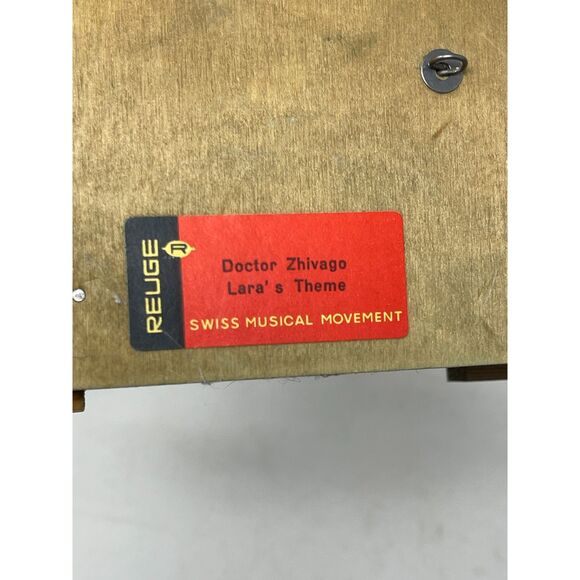 REUGE
R
Doctor Zhivago
Lara's Theme
SWISS MUSICAL MOVEMENT